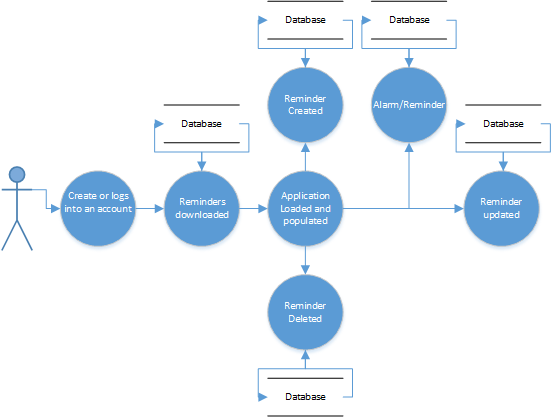 Database
Database
Reminder
Created
Alarm/Reminder
Database
Database
Create or logs
into an account
Reminders
downloaded
Application
Loaded and
populated
Reminder
updated
Reminder
Deleted
Database